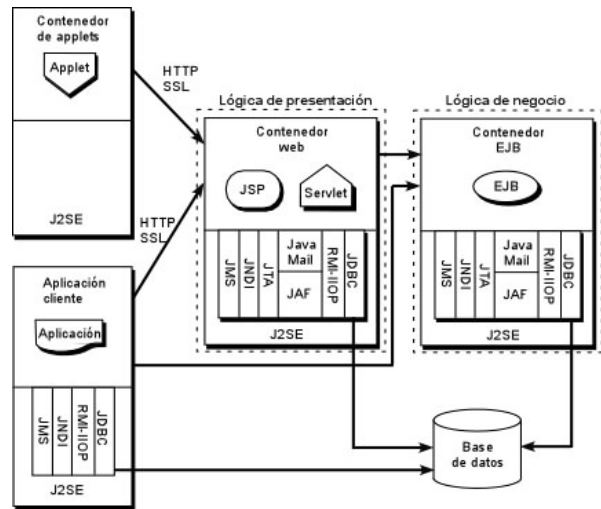 Contenedor
de applets
Applet
J2SE
HTTP
SSL
HTTP
SSL
Aplicación
cliente
Aplicación
JMS
JNDI
RMI-IIOP
JDBC
J2SE
Lógica de presentación
Contenedor
web
JSP
Servlet
JMS
JNDI
JTA
Java
Mail
JAF
RMI-IIOP
JDBC
J2SE
Lógica de negocio
Contenedor
EJB
EJB
JMS
JNDI
JTA
Java
Mail
JAF
RMI-IIOP
JDBC
J2SE
Base
de datos